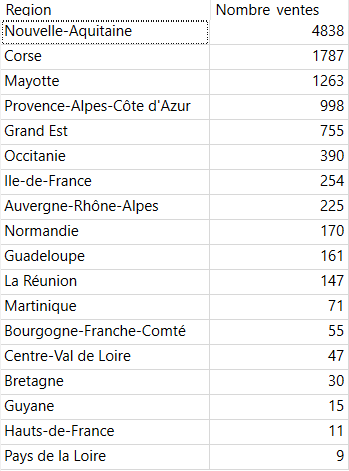 Region Nombre ventes
Nouvelle-Aquitaine 4838
Corse 1787
Mayotte 1263
Provence-Alpes-Côte d'Azur 998
Grand Est 755
Occitanie 390
Ile-de-France 254
Auvergne-Rhône-Alpes 225
Normandie 170
Guadeloupe 161
La Réunion 147
Martinique 71
Bourgogne-Franche-Comté 55
Centre-Val de Loire 47
Bretagne 30
Guyane 15
Hauts-de-France 11
Pays de la Loire 9